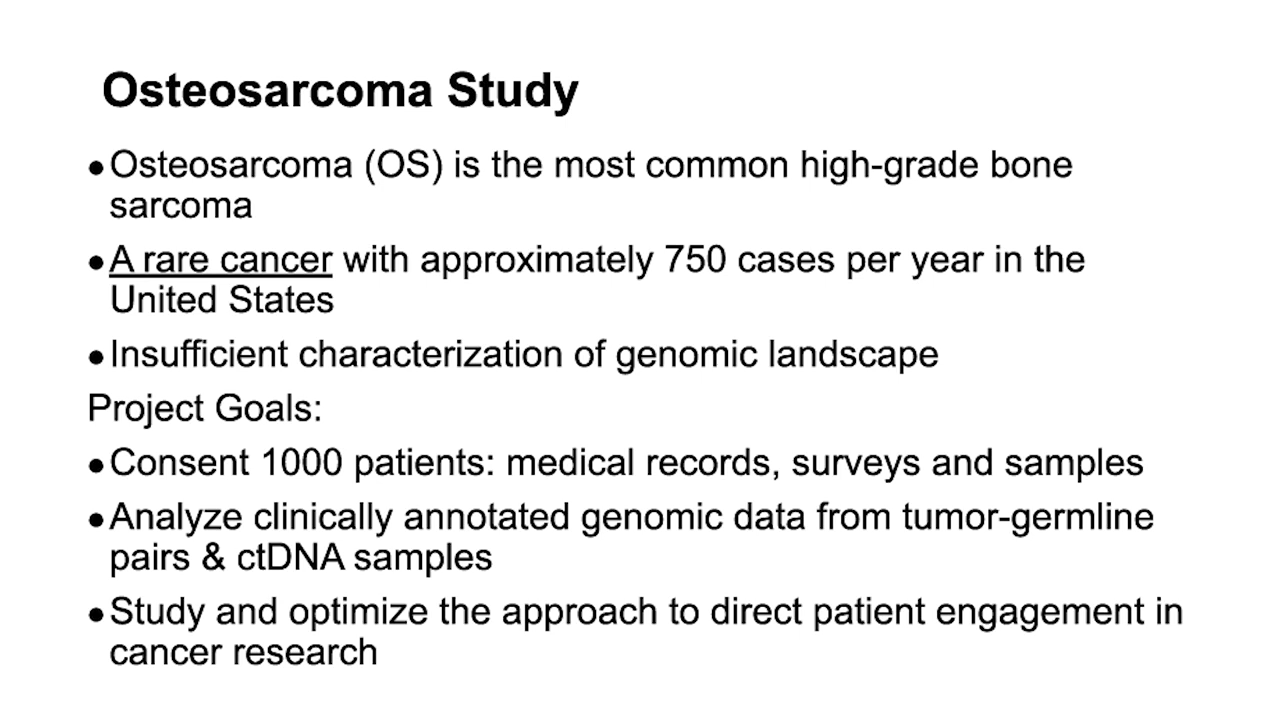 Osteosarcoma Study
●Osteosarcoma (OS) is the most common high-grade bone
sarcoma
●A rare cancer with approximately 750 cases per year in the
United States
●Insufficient characterization of genomic landscape
Project Goals:
●Consent 1000 patients: medical records, surveys and samples
●Analyze clinically annotated genomic data from tumor-germline
pairs & ctDNA samples
●Study and optimize the approach to direct patient engagement in
cancer research